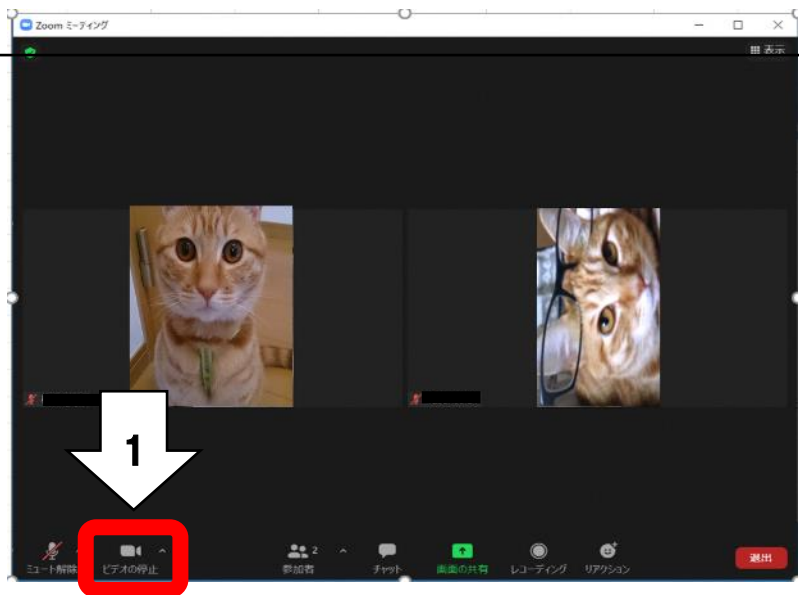 Zoom ミーティング
表示
1
2
ミュート解除
ビデオの停止
参加者
チャット
画面の共有
レコーディング
リアクション
退出